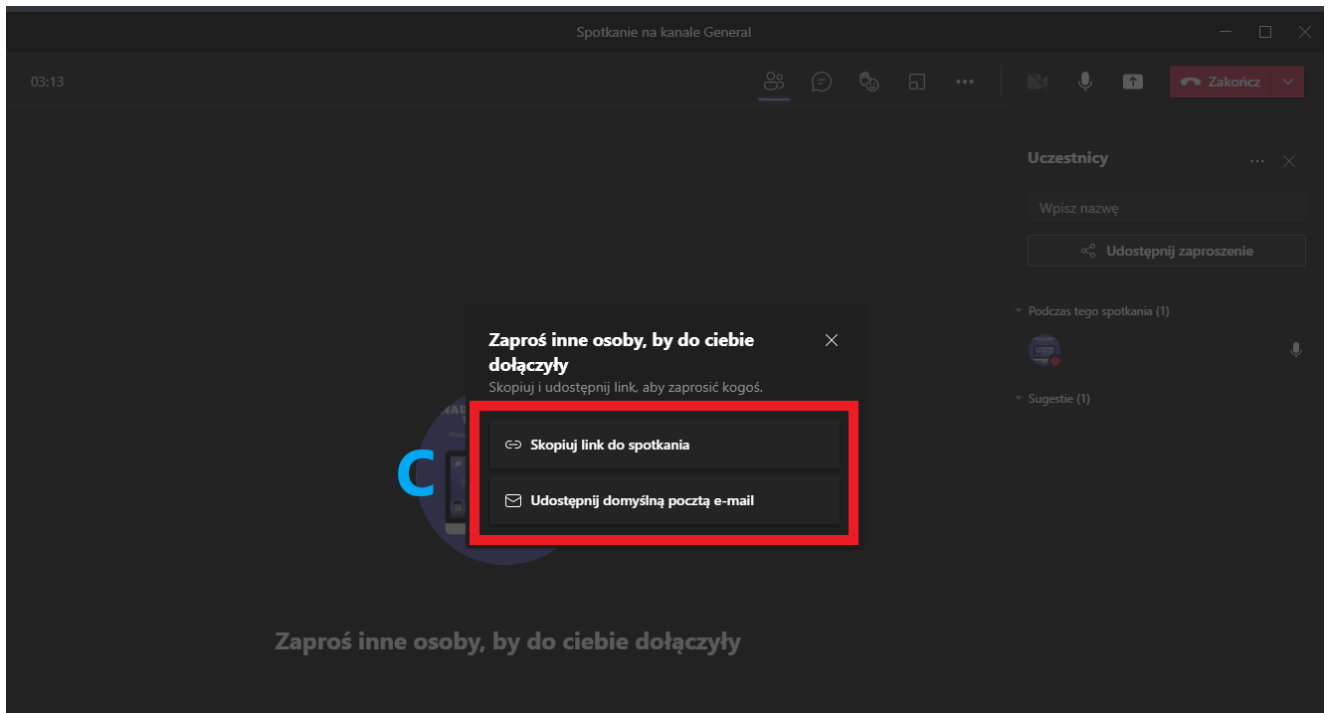 Spotkanie na kanale General
03:13
Zakończ
Uczestnicy
Wpisz nazwę
Udostępnij zaproszenie
Podczas tego spotkania (1)
Sugestie (1)
Zaproś inne osoby, by do ciebie
dołączyły
Skopiuj i udostępnij link, aby zaprosić kogoś.
C
Skopiuj link do spotkania
Udostępnij domyślną pocztą e-mail
Zaproś inne osoby, by do ciebie dołączyły